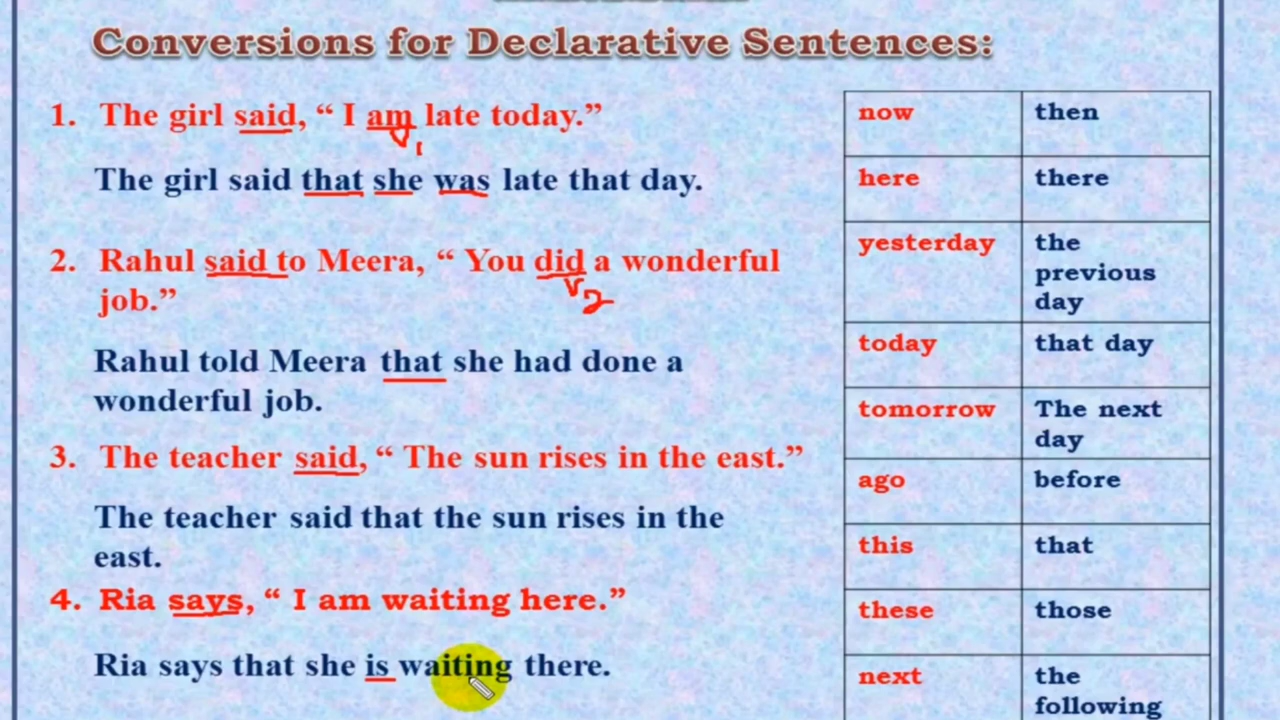 Conversions for Declarative Sentences:
1. The girl said, “ I am late today.”
V1
The girl said that she was late that day.
2. Rahul said to Meera, “ You did a wonderful
job.”
V2
Rahul told Meera that she had done a
wonderful job.
3. The teacher said, “ The sun rises in the east.”
The teacher said that the sun rises in the
east.
4. Ria says, “ I am waiting here.”
Ria says that she is waiting there.
now then
here there
yesterday the
previous
day
today that day
tomorrow The next
day
ago before
this that
these those
next the
following